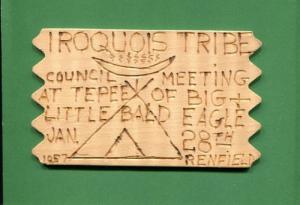 IROQUOIS TRIBE
COUNCIL MEETING
AT TEPEE OF BIG +
LITTLE BALD EAGLE
JAN. 28TH
1957 RENFIELD